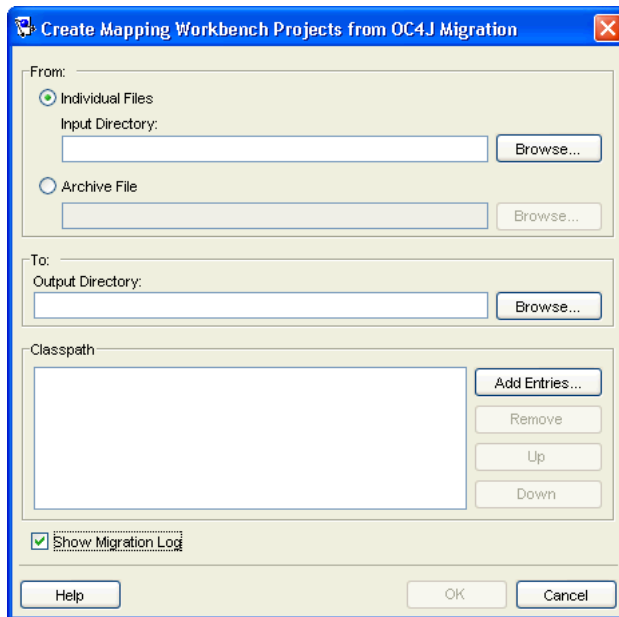 Create Mapping Workbench Projects from OC4J Migration
From:
Individual Files
Input Directory:
Browse...
Archive File
Browse...
To:
Output Directory:
Browse...
Classpath
Add Entries...
Remove
Up
Down
Show Migration Log
Help
OK
Cancel